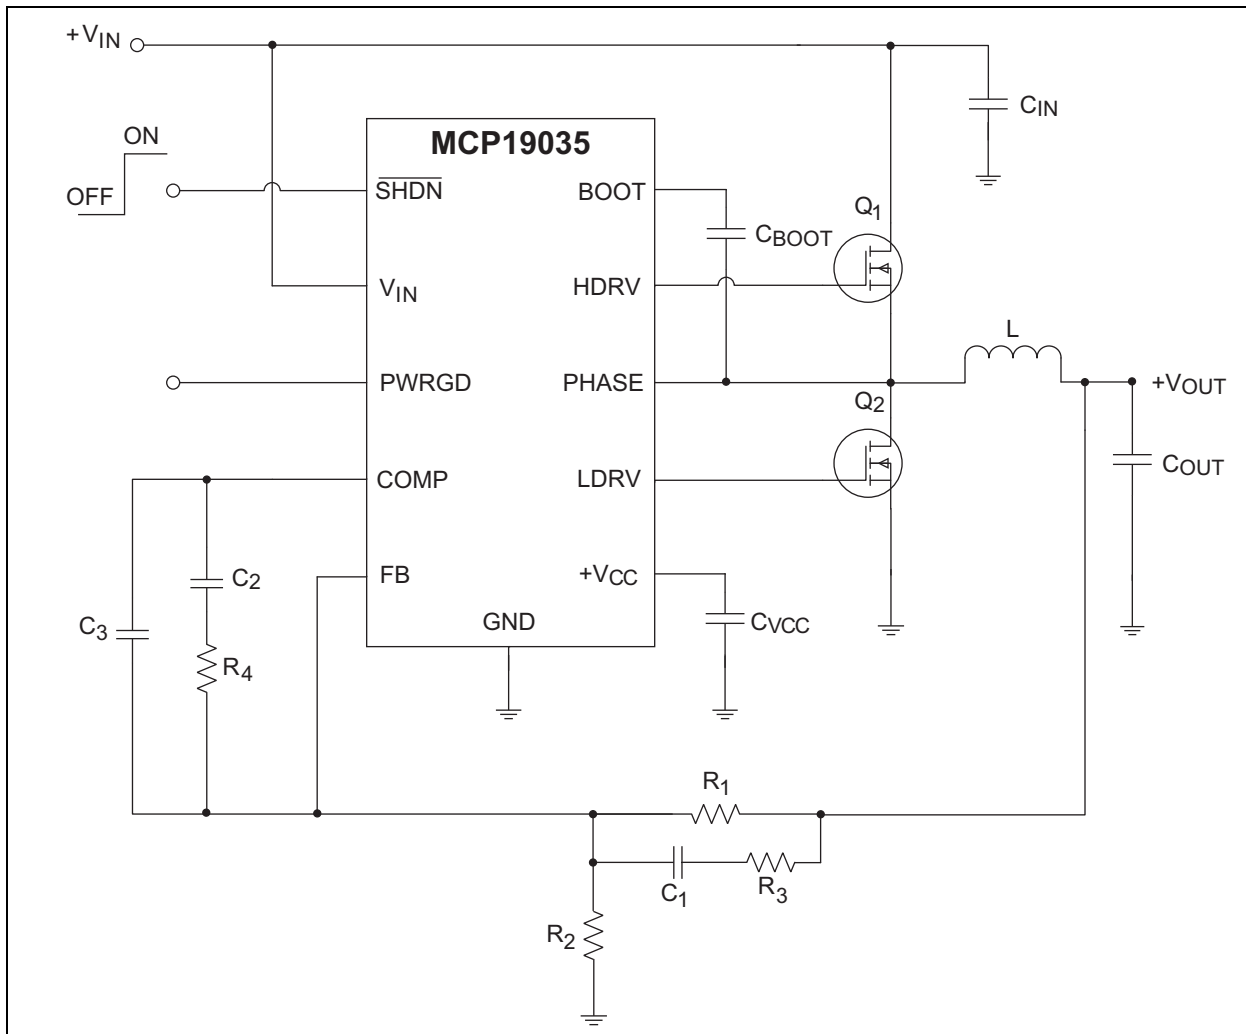 +VIN
CIN
ON
OFF
MCP19035
SHDN
BOOT
CBOOT
Q1
VIN
HDRV
L
PWRGD
PHASE
+VOUT
Q2
COMP
LDRV
COUT
C2
FB
+VCC
CVCC
C3
GND
R4
R1
C1
R3
R2